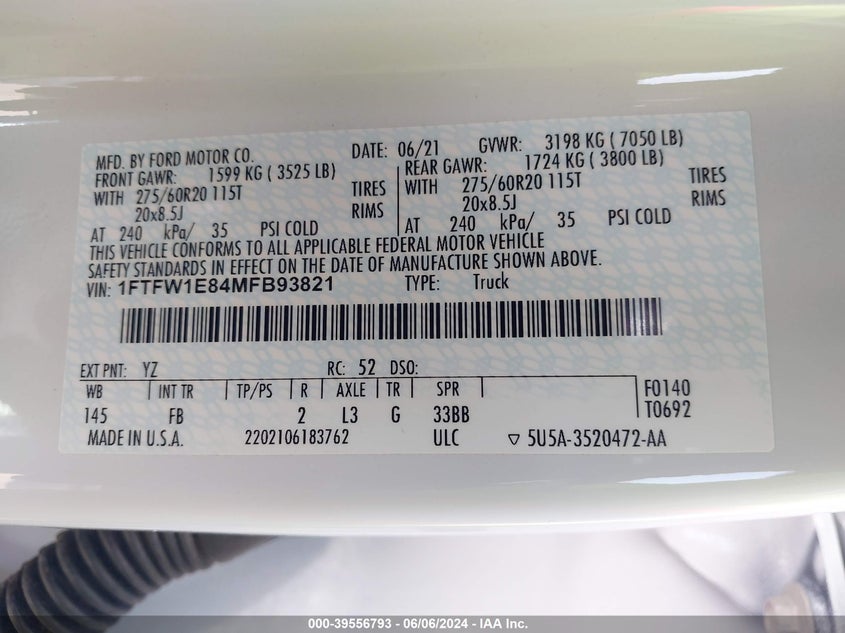 MFD. BY FORD MOTOR CO. DATE: 06/21 GVWR: 3198 KG ( 7050 LB)
FRONT GAWR: 1599 KG ( 3525 LB) REAR GAWR: 1724 KG ( 3800 LB)
WITH 275/60R20 115T TIRES WITH 275/60R20 115T TIRES
20x8.5J RIMS 20x8.5J RIMS
AT 240 kPa/ 35 PSI COLD AT 240 kPa/ 35 PSI COLD
THIS VEHICLE CONFORMS TO ALL APPLICABLE FEDERAL MOTOR VEHICLE
SAFETY STANDARDS IN EFFECT ON THE DATE OF MANUFACTURE SHOWN ABOVE.
VIN: 1FTFW1E84MFB93821 TYPE: Truck
EXT PNT: YZ RC: 52 DSO:
WB INT TR TP/PS R AXLE TR SPR F0140
145 FB 2 L3 G 33BB T0692
MADE IN U.S.A. 2202106183762 ULC ▽ 5U5A-3520472-AA
000-39556793 - 06/06/2024 - IAA Inc.